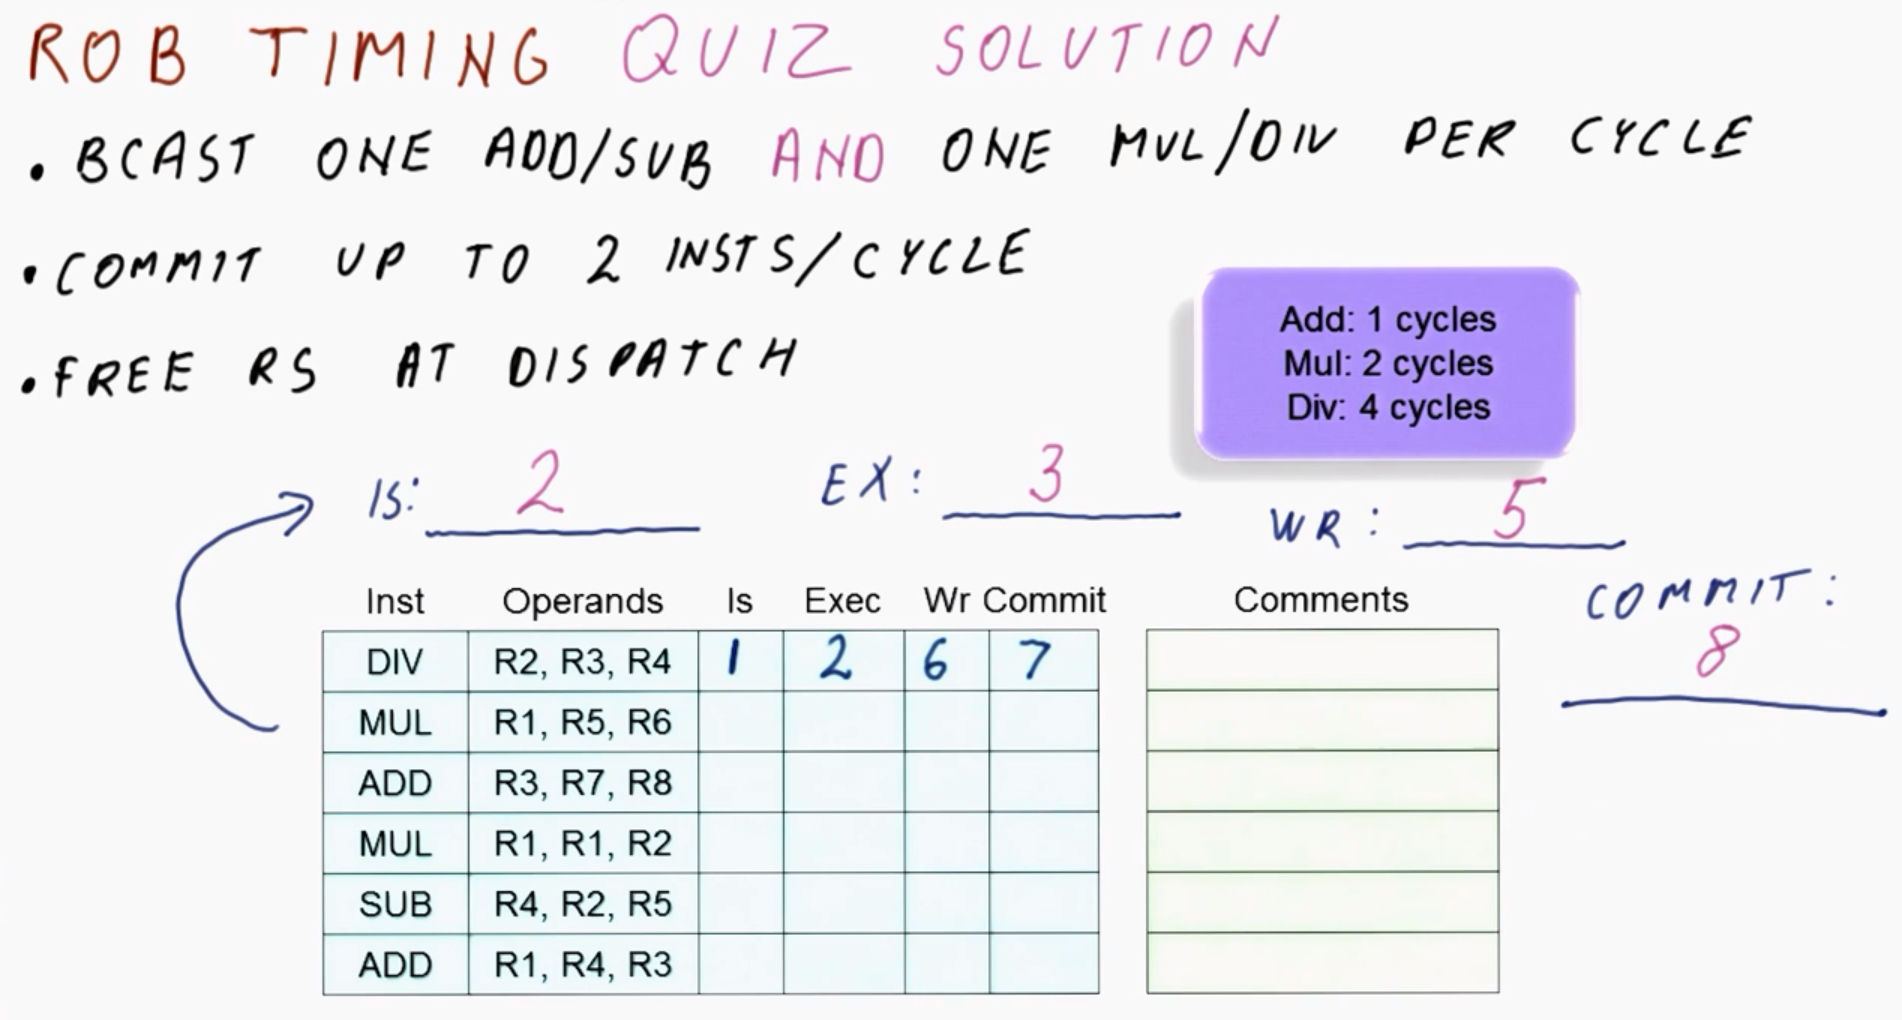 ROB TIMING QUIZ SOLUTION
• BCAST ONE ADD/SUB AND ONE MUL/DIV PER CYCLE
• COMMIT UP TO 2 INSTS/CYCLE
• FREE RS AT DISPATCH
Add: 1 cycles
Mul: 2 cycles
Div: 4 cycles
IS: 2 EX: 3 WR: 5
COMMIT: 8
Inst Operands Is Exec Wr Commit Comments
DIV R2, R3, R4 1 2 6 7
MUL R1, R5, R6
ADD R3, R7, R8
MUL R1, R1, R2
SUB R4, R2, R5
ADD R1, R4, R3